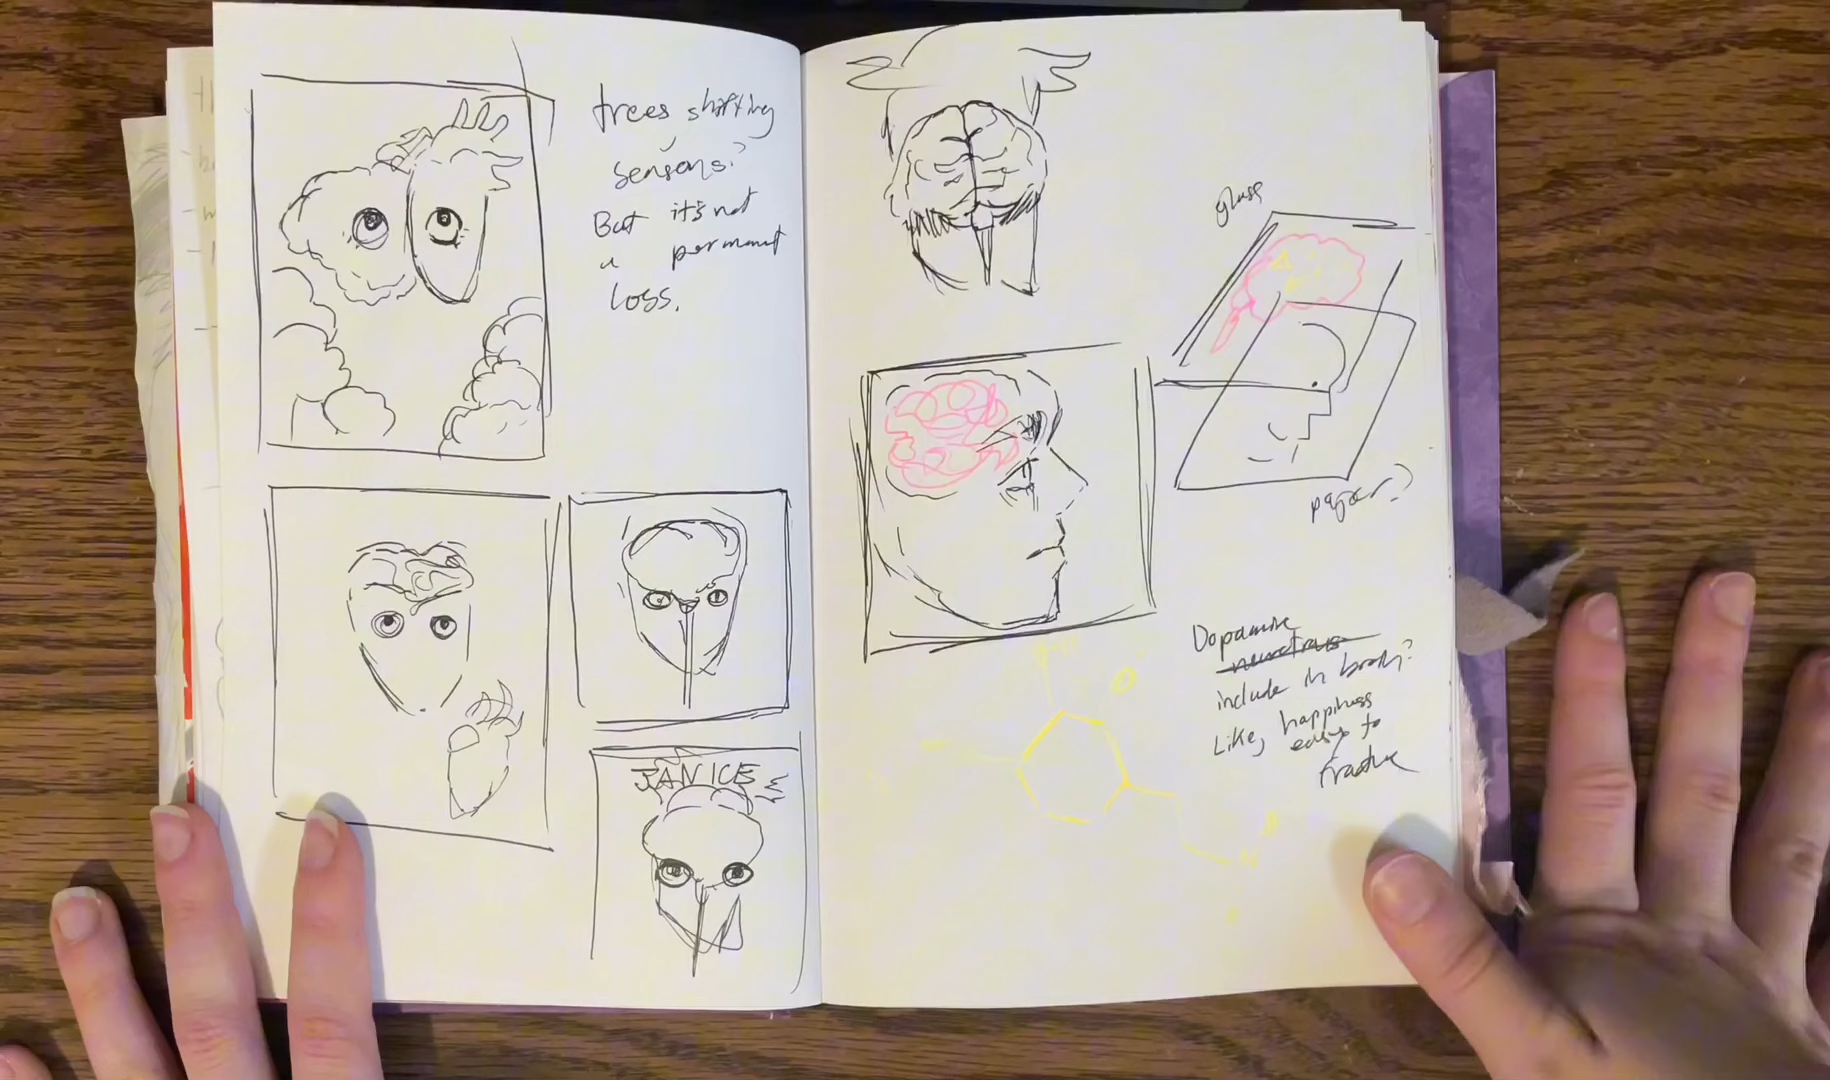 trees shifting
seasons?
But it's not
a permanent
loss.
JANICE
glass
paper?
Dopamine
include in brain?
Like, happiness
easy to
fracture